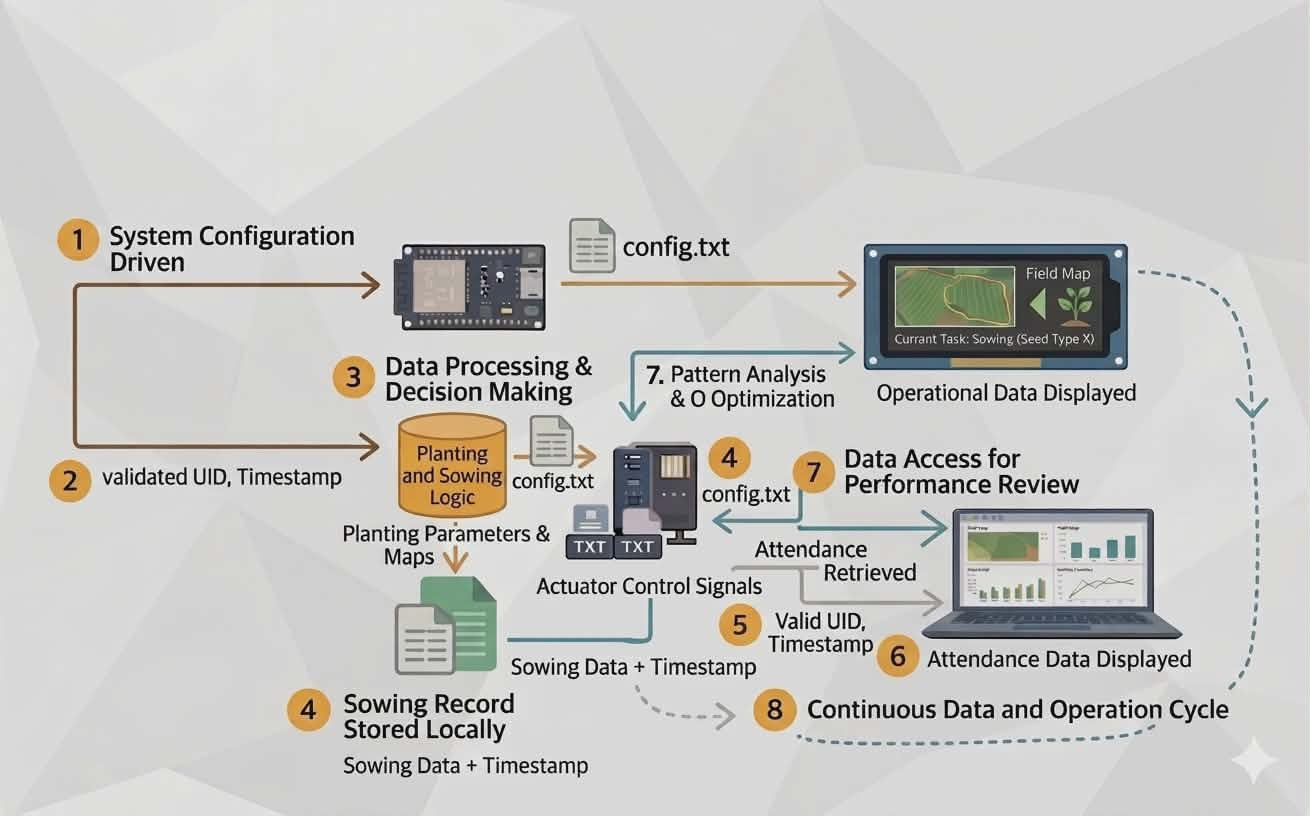 1
System Configuration
Driven
config.txt
Field Map
Currant Task: Sowing (Seed Type X)
Operational Data Displayed
2
validated UID, Timestamp
3
Data Processing &
Decision Making
Planting
and Sowing
Logic
config.txt
Planting Parameters &
Maps
7. Pattern Analysis
& O Optimization
4
config.txt
TXT
TXT
Actuator Control Signals
7
Data Access for
Performance Review
Attendance
Retrieved
5
Valid UID,
Timestamp
6
Attendance Data Displayed
Sowing Data + Timestamp
4
Sowing Record
Stored Locally
Sowing Data + Timestamp
8
Continuous Data and Operation Cycle